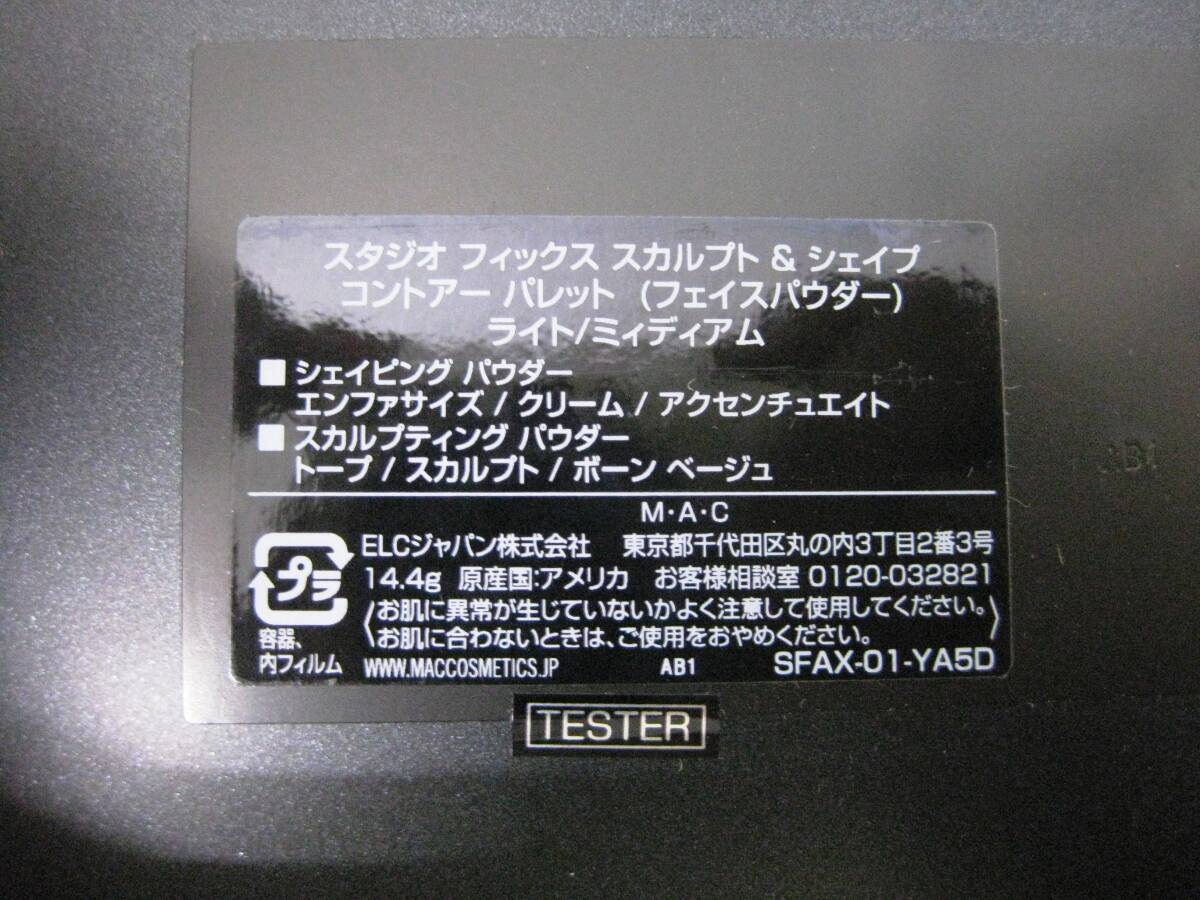 スタジオ フィックス スカルプト & シェイプ
コントアー パレット (フェイスパウダー)
ライト/ミィディアム
■ シェイピング パウダー
エンファサイズ / クリーム / アクセンチュエイト
■ スカルプティング パウダー
トープ / スカルプト / ボーン ベージュ
M・A・C
ELCジャパン株式会社 東京都千代田区丸の内3丁目2番3号
14.4g 原産国:アメリカ お客様相談室 0120-032821
〈お肌に異常が生じていないかよく注意して使用してください。
お肌に合わないときは、ご使用をおやめください。〉
プラ
容器、
内フィルム
WWW.MACCOSMETICS.JP AB1 SFAX-01-YA5D
TESTER
AB1